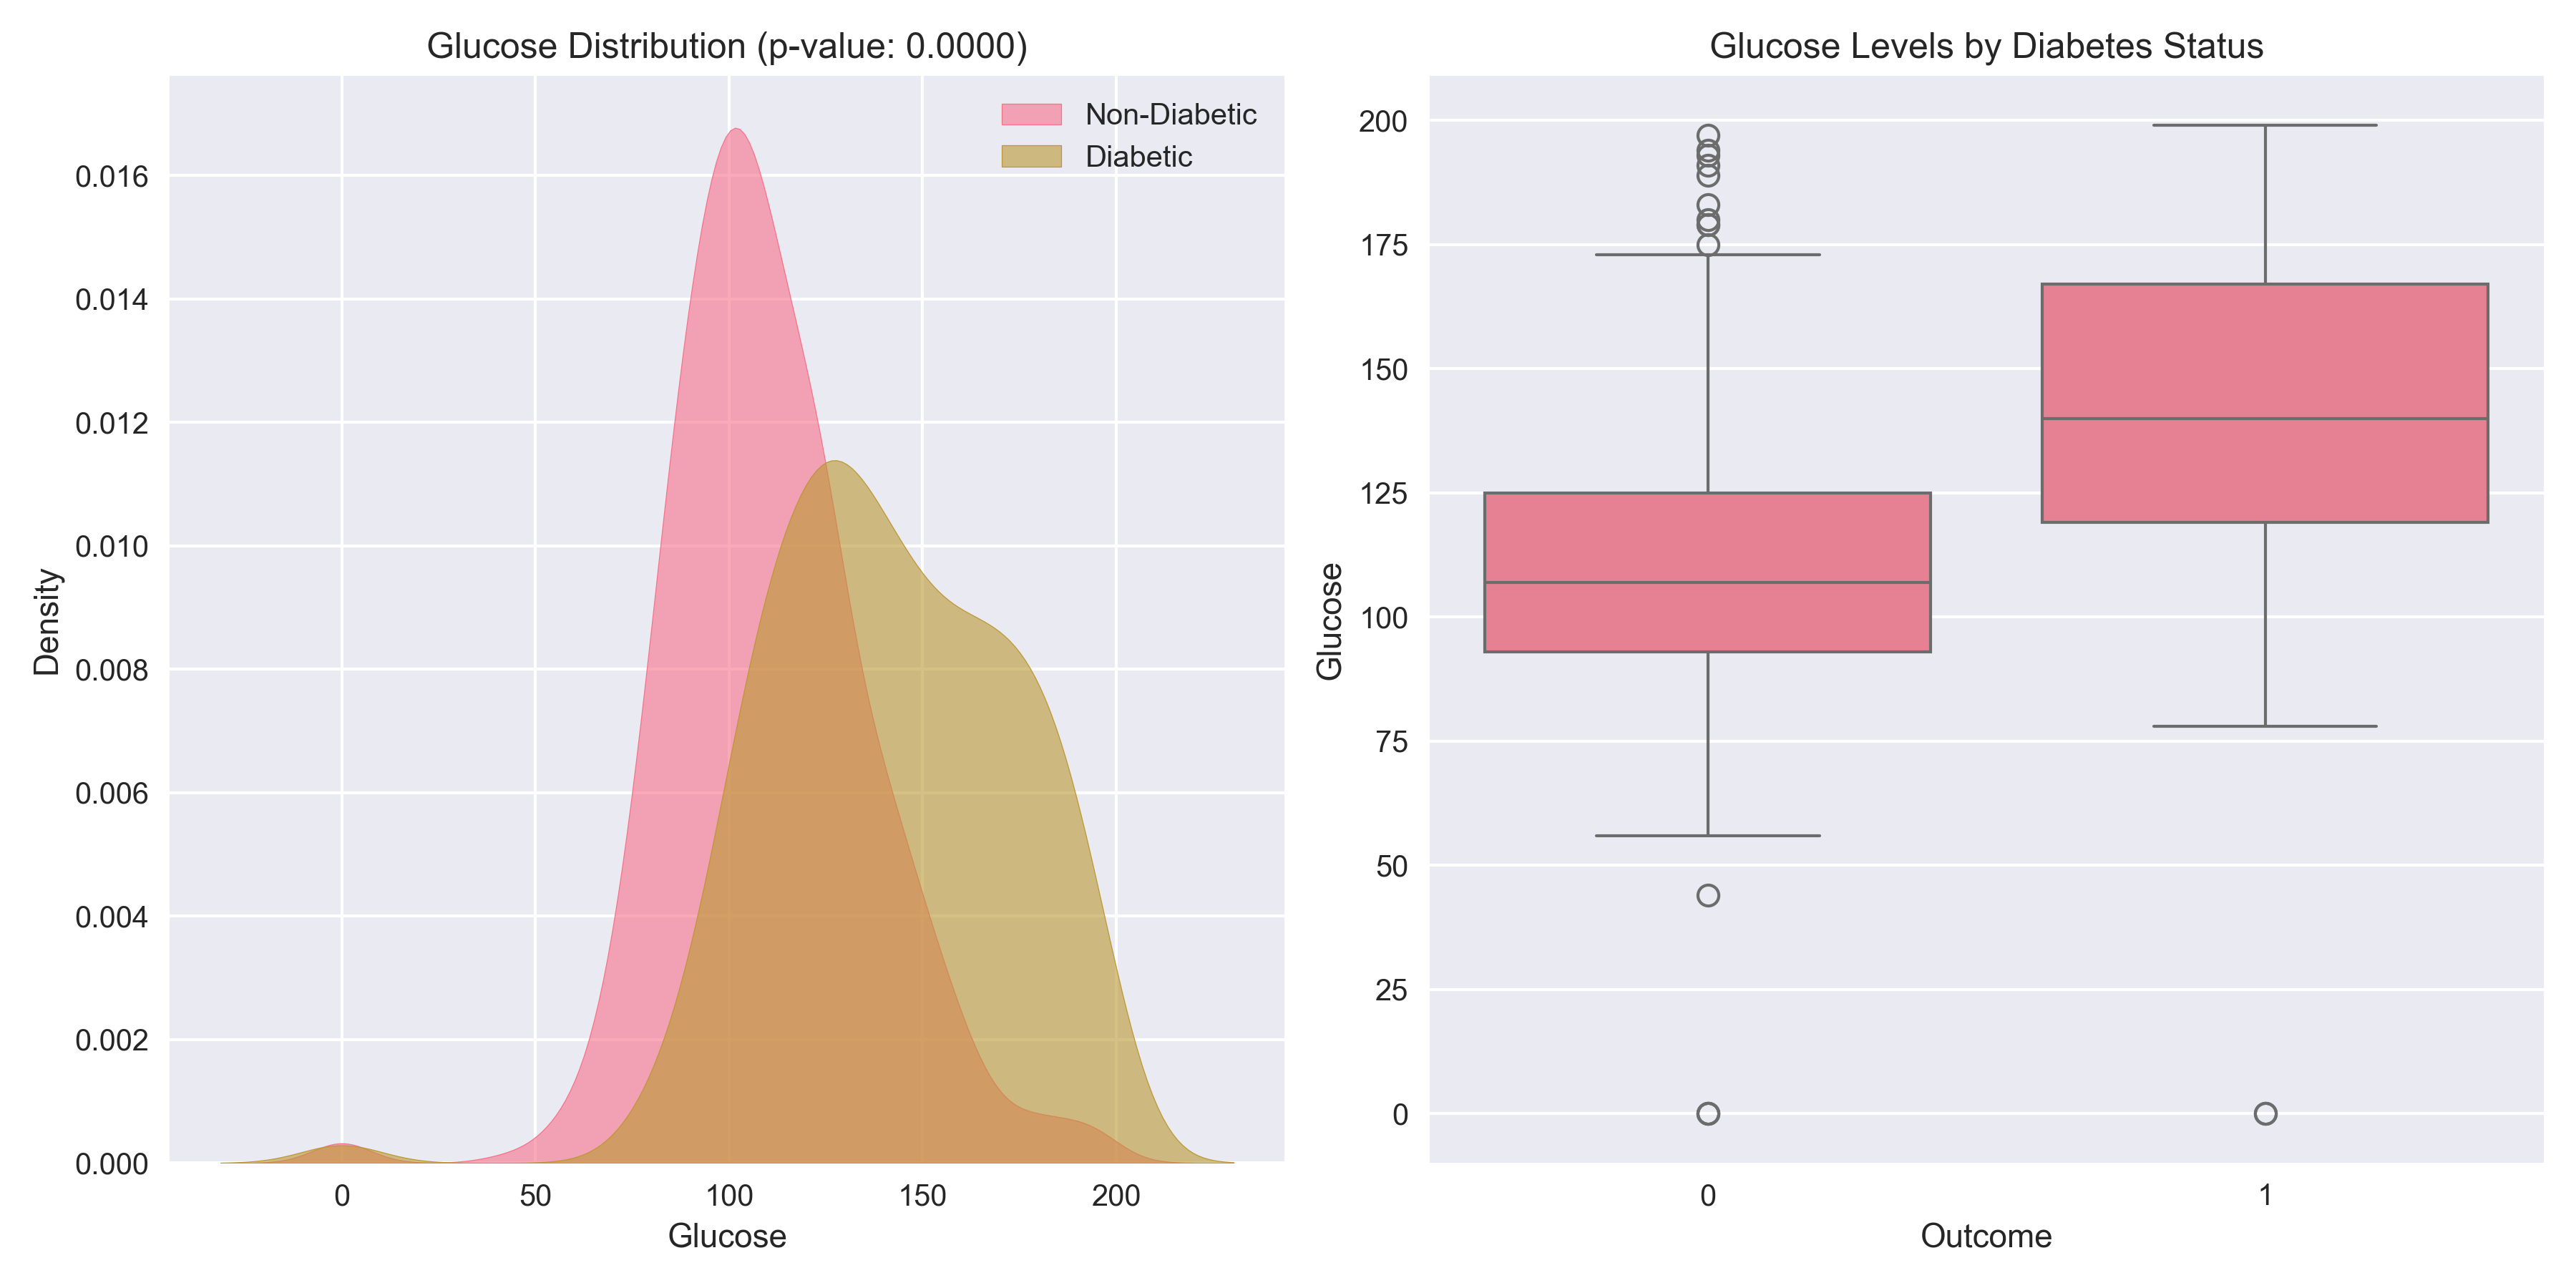 Glucose Distribution (p-value: 0.0000)
Non-Diabetic
Diabetic
0.016
0.014
0.012
0.010
0.008
0.006
0.004
0.002
0.000
Density
0 50 100 150 200
Glucose
Glucose Levels by Diabetes Status
200
175
150
125
100
75
50
25
0
Glucose
0 1
Outcome